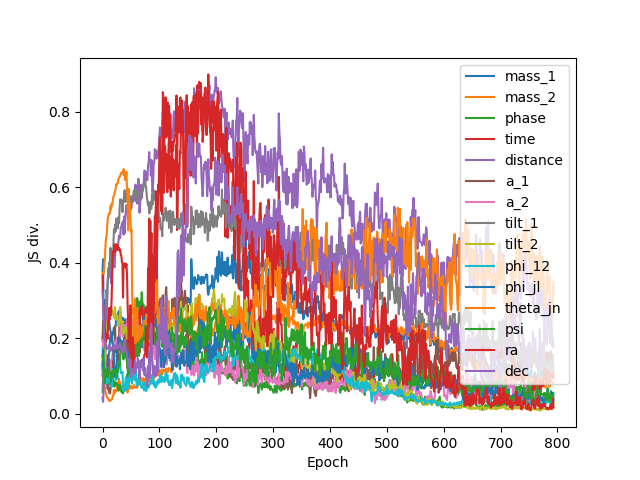 JS div.
0.8
0.6
0.4
0.2
0.0
0 100 200 300 400 500 600 700 800
Epoch
mass_1
mass_2
phase
time
distance
a_1
a_2
tilt_1
tilt_2
phi_12
phi_jl
theta_jn
psi
ra
dec